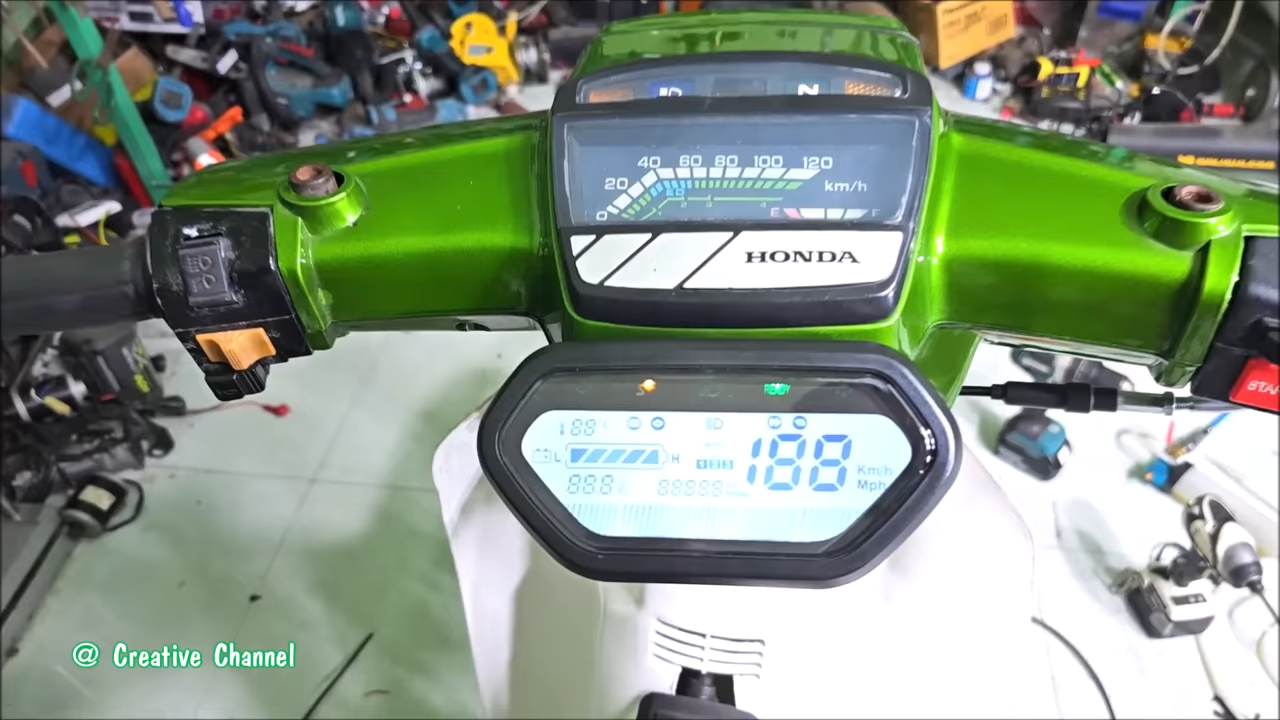 N
40 60 80 100 120
20
km/h
0
E F
HONDA
READY
188
L H
123
188
Km/h
Mph
888
88888
STA
@ Creative Channel